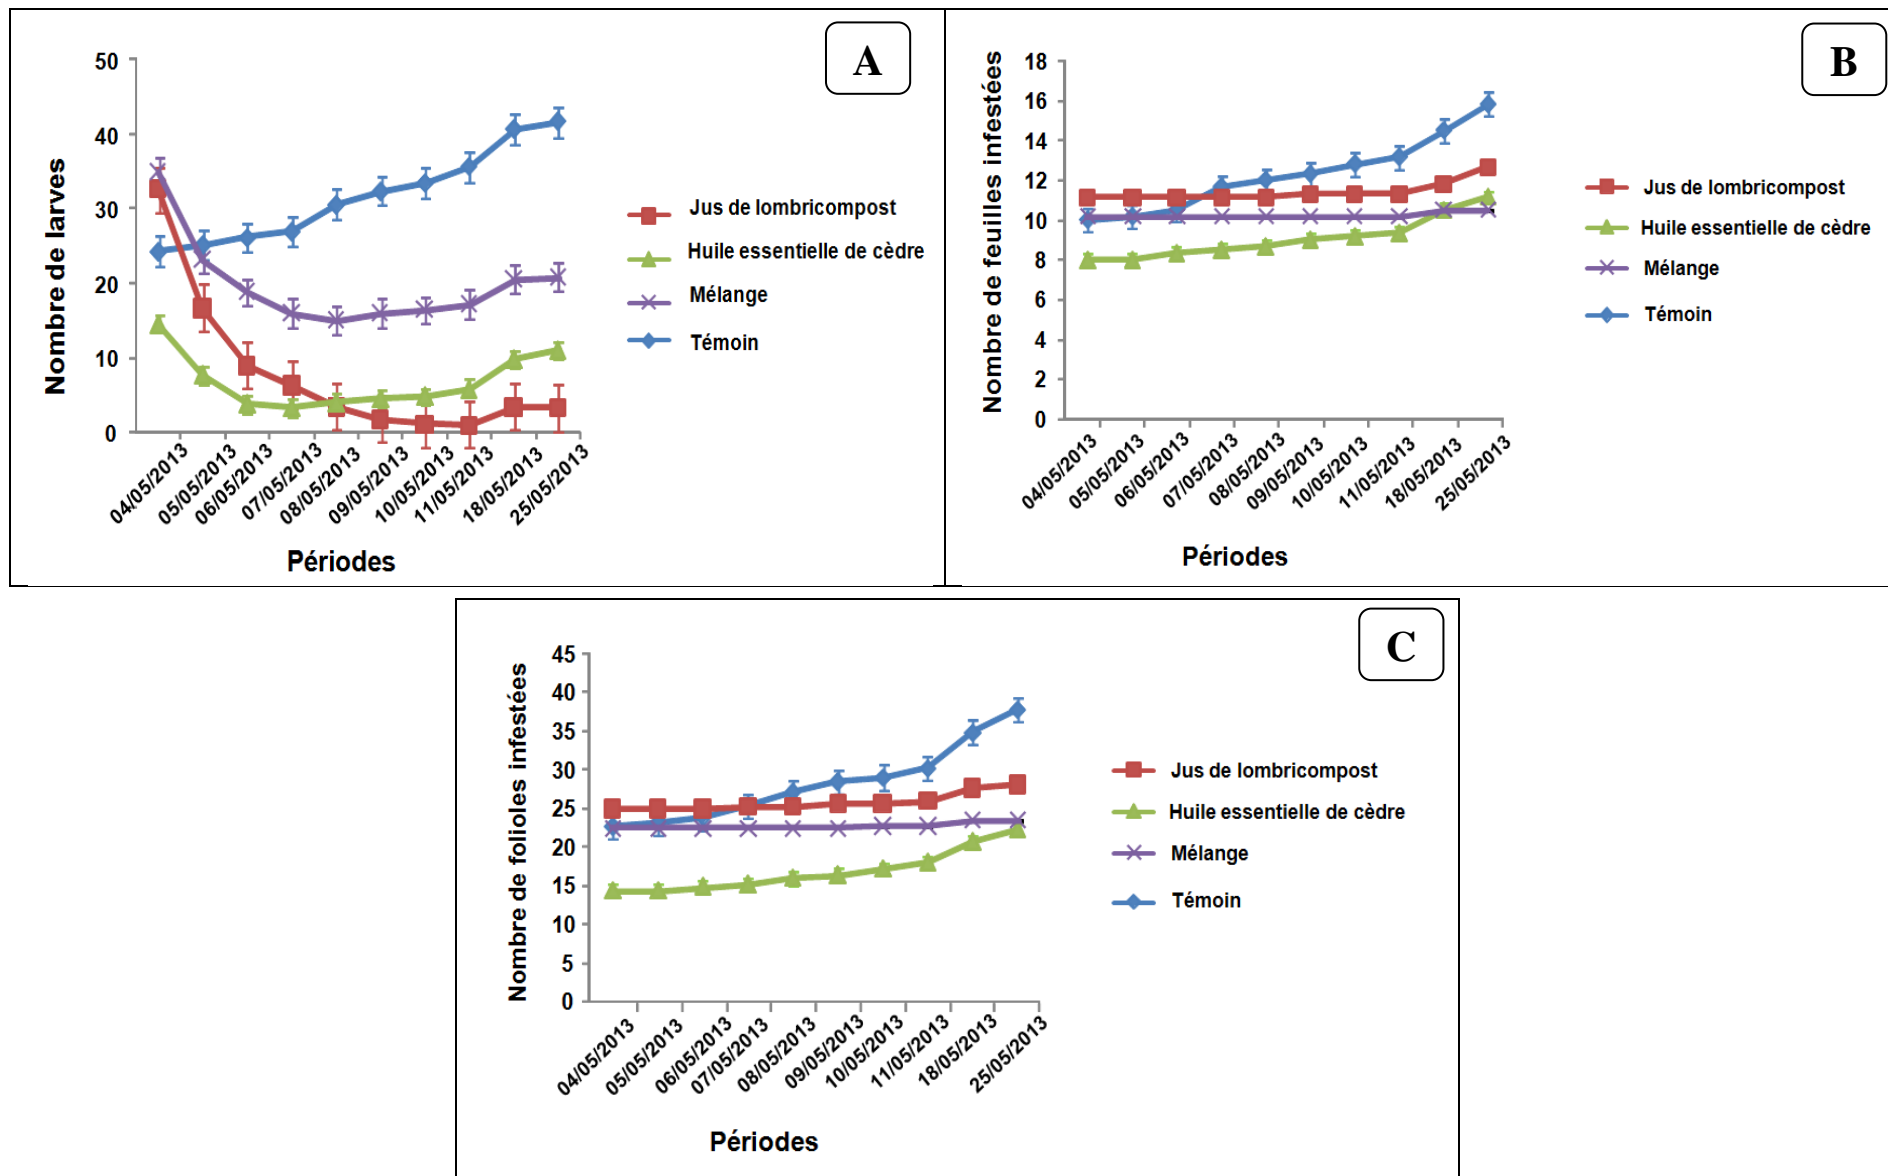 A
50
40
30
20
10
0
Nombre de larves
04/05/2013
05/05/2013
06/05/2013
07/05/2013
08/05/2013
09/05/2013
10/05/2013
11/05/2013
18/05/2013
25/05/2013
Périodes
Jus de lombricompost
Huile essentielle de cèdre
Mélange
Témoin
B
18
16
14
12
10
8
6
4
2
0
Nombre de feuilles infestées
04/05/2013
05/05/2013
06/05/2013
07/05/2013
08/05/2013
09/05/2013
10/05/2013
11/05/2013
18/05/2013
25/05/2013
Périodes
Jus de lombricompost
Huile essentielle de cèdre
Mélange
Témoin
C
45
40
35
30
25
20
15
10
5
0
Nombre de folioles infestées
04/05/2013
05/05/2013
06/05/2013
07/05/2013
08/05/2013
09/05/2013
10/05/2013
11/05/2013
18/05/2013
25/05/2013
Périodes
Jus de lombricompost
Huile essentielle de cèdre
Mélange
Témoin